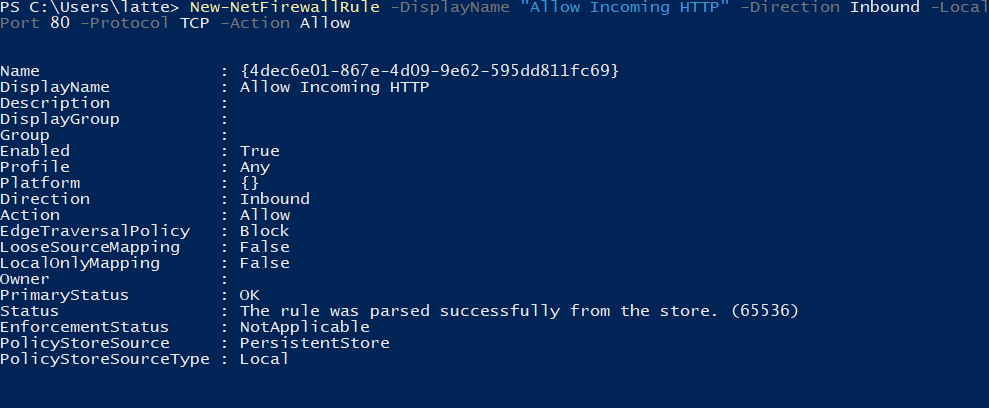 PS C:\Users\latte> New-NetFirewallRule -DisplayName "Allow Incoming HTTP" -Direction Inbound -Local
Port 80 -Protocol TCP -Action Allow
Name : {4dec6e01-867e-4d09-9e62-595dd811fc69}
DisplayName : Allow Incoming HTTP
Description :
DisplayGroup :
Group :
Enabled : True
Profile : Any
Platform : {}
Direction : Inbound
Action : Allow
EdgeTraversalPolicy : Block
LooseSourceMapping : False
LocalOnlyMapping : False
Owner :
PrimaryStatus : OK
Status : The rule was parsed successfully from the store. (65536)
EnforcementStatus : NotApplicable
PolicyStoreSource : PersistentStore
PolicyStoreSourceType : Local